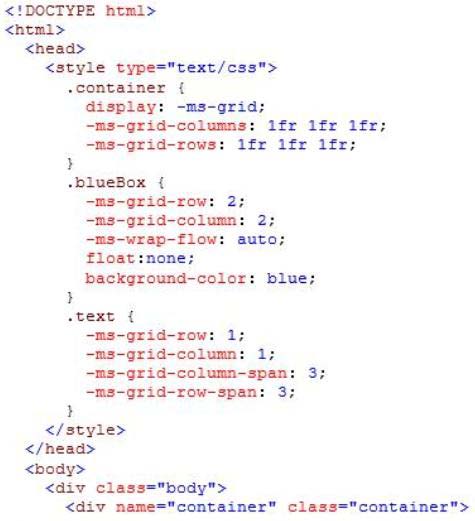 <!DOCTYPE html>
<html>
<head>
<style type="text/css">
.container {
display: -ms-grid;
-ms-grid-columns: 1fr 1fr 1fr;
-ms-grid-rows: 1fr 1fr 1fr;
}
.blueBox {
-ms-grid-row: 2;
-ms-grid-column: 2;
-ms-wrap-flow: auto;
float:none;
background-color: blue;
}
.text {
-ms-grid-row: 1;
-ms-grid-column: 1;
-ms-grid-column-span: 3;
-ms-grid-row-span: 3;
}
</style>
</head>
<body>
<div class="body">
<div name="container" class="container">